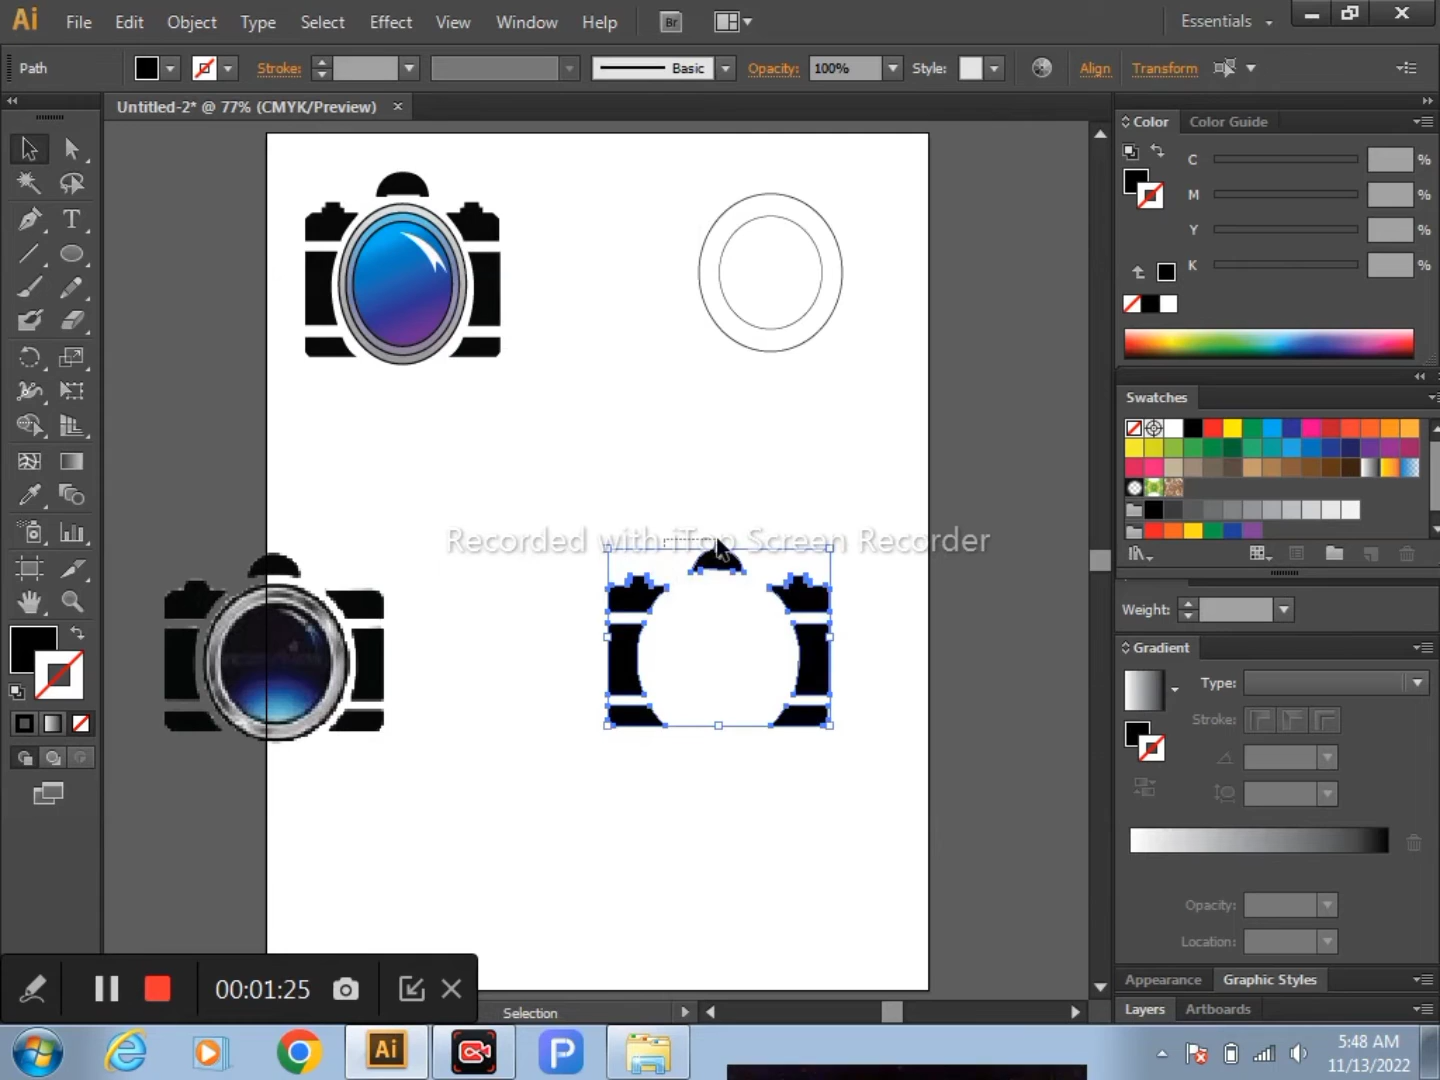 Ai File Edit Object Type Select Effect View Window Help Br Essentials
Path Stroke: Basic Opacity: 100% Style: Align Transform
Untitled-2* @ 77% (CMYK/Preview) ×
Color Color Guide
C %
M %
Y %
K %
Swatches
Recorded with iTop Screen Recorder
Weight:
Gradient
Type:
Stroke:
Opacity:
Location:
Appearance Graphic Styles
Layers Artboards
00:01:25
Selection
Ai P
5:48 AM
11/13/2022